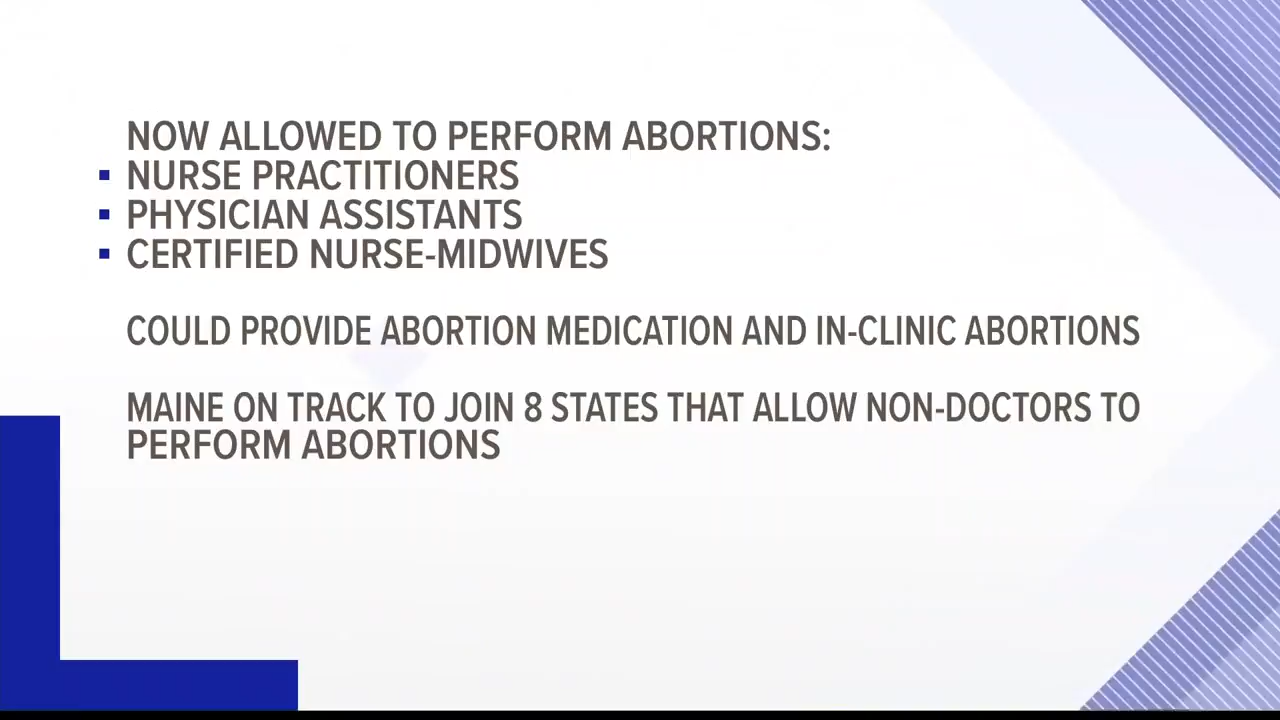 NOW ALLOWED TO PERFORM ABORTIONS:
NURSE PRACTITIONERS
PHYSICIAN ASSISTANTS
CERTIFIED NURSE-MIDWIVES
COULD PROVIDE ABORTION MEDICATION AND IN-CLINIC ABORTIONS
MAINE ON TRACK TO JOIN 8 STATES THAT ALLOW NON-DOCTORS TO
PERFORM ABORTIONS